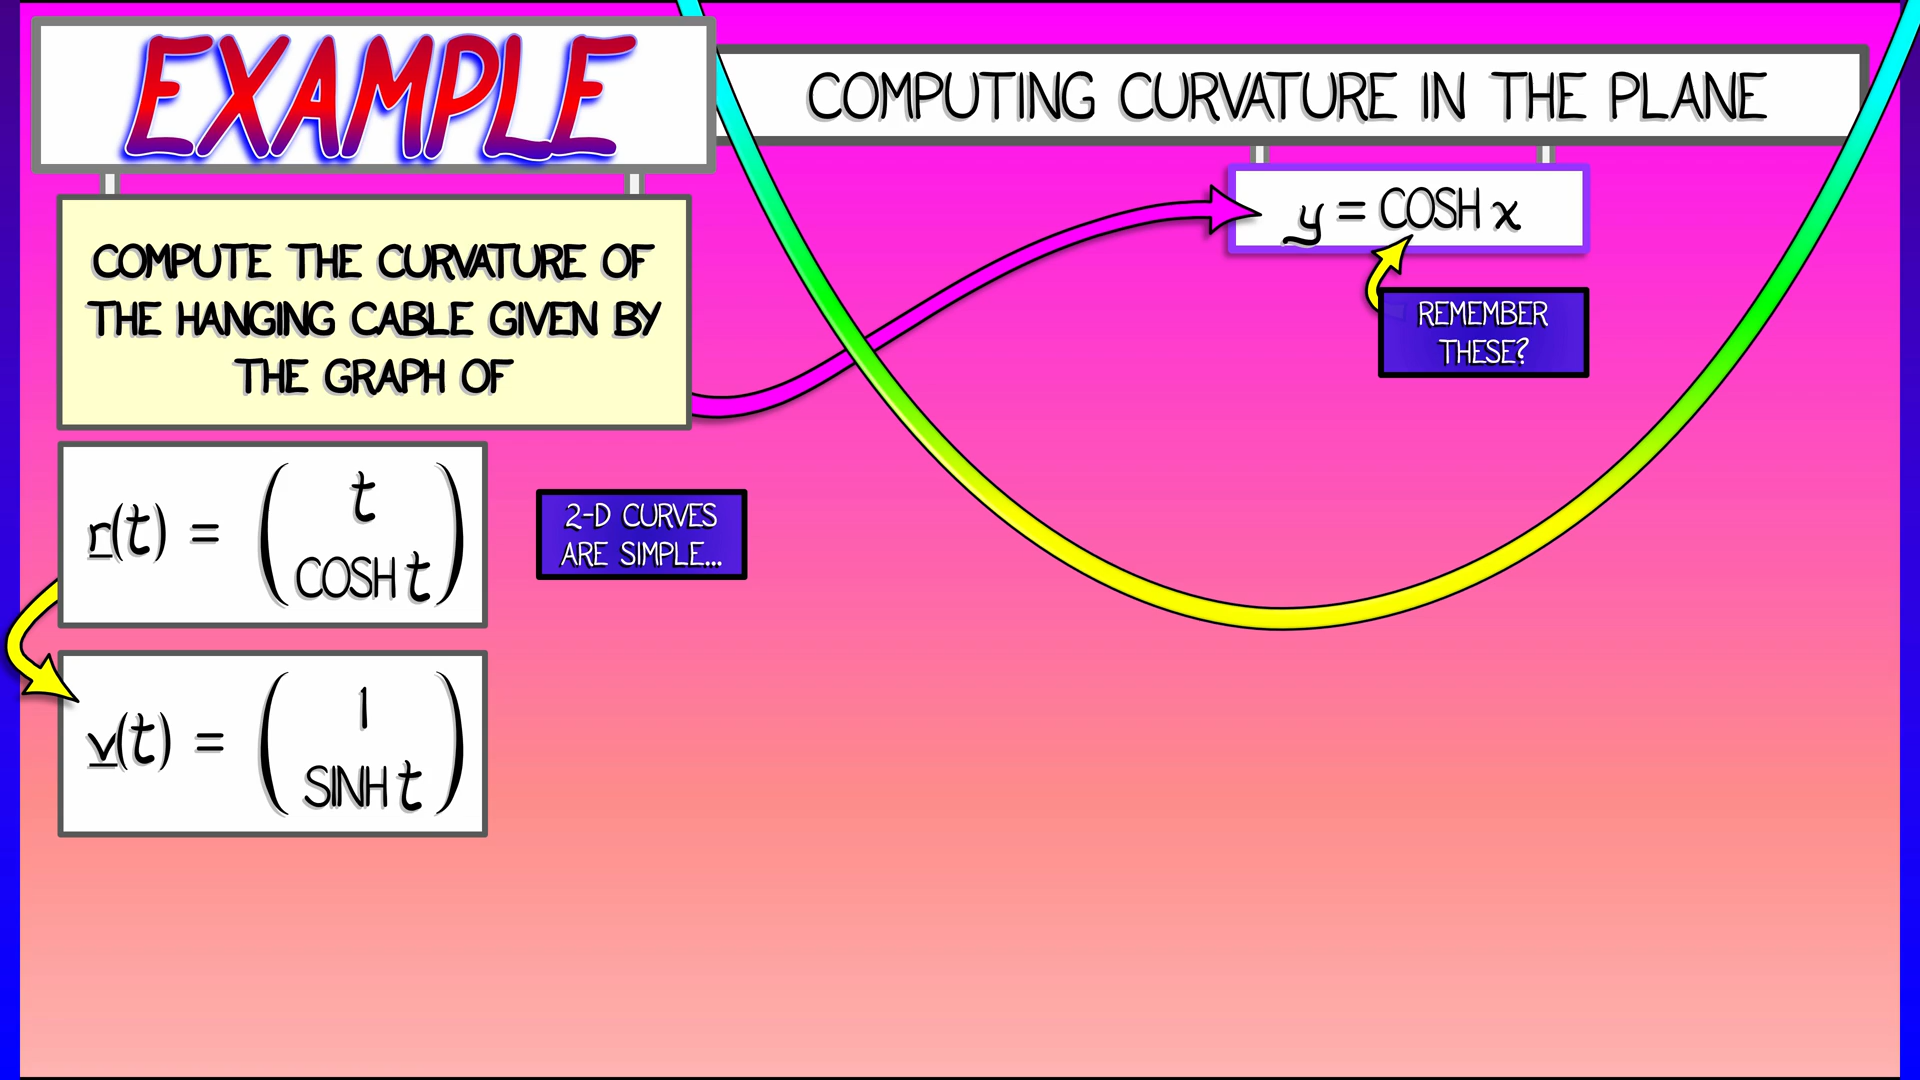 EXAMPLE
COMPUTING CURVATURE IN THE PLANE
COMPUTE THE CURVATURE OF
THE HANGING CABLE GIVEN BY
THE GRAPH OF
y = COSH x
REMEMBER
THESE?
r(t) = ( t
COSH t )
2-D CURVES
ARE SIMPLE...
v(t) = ( 1
SINH t )